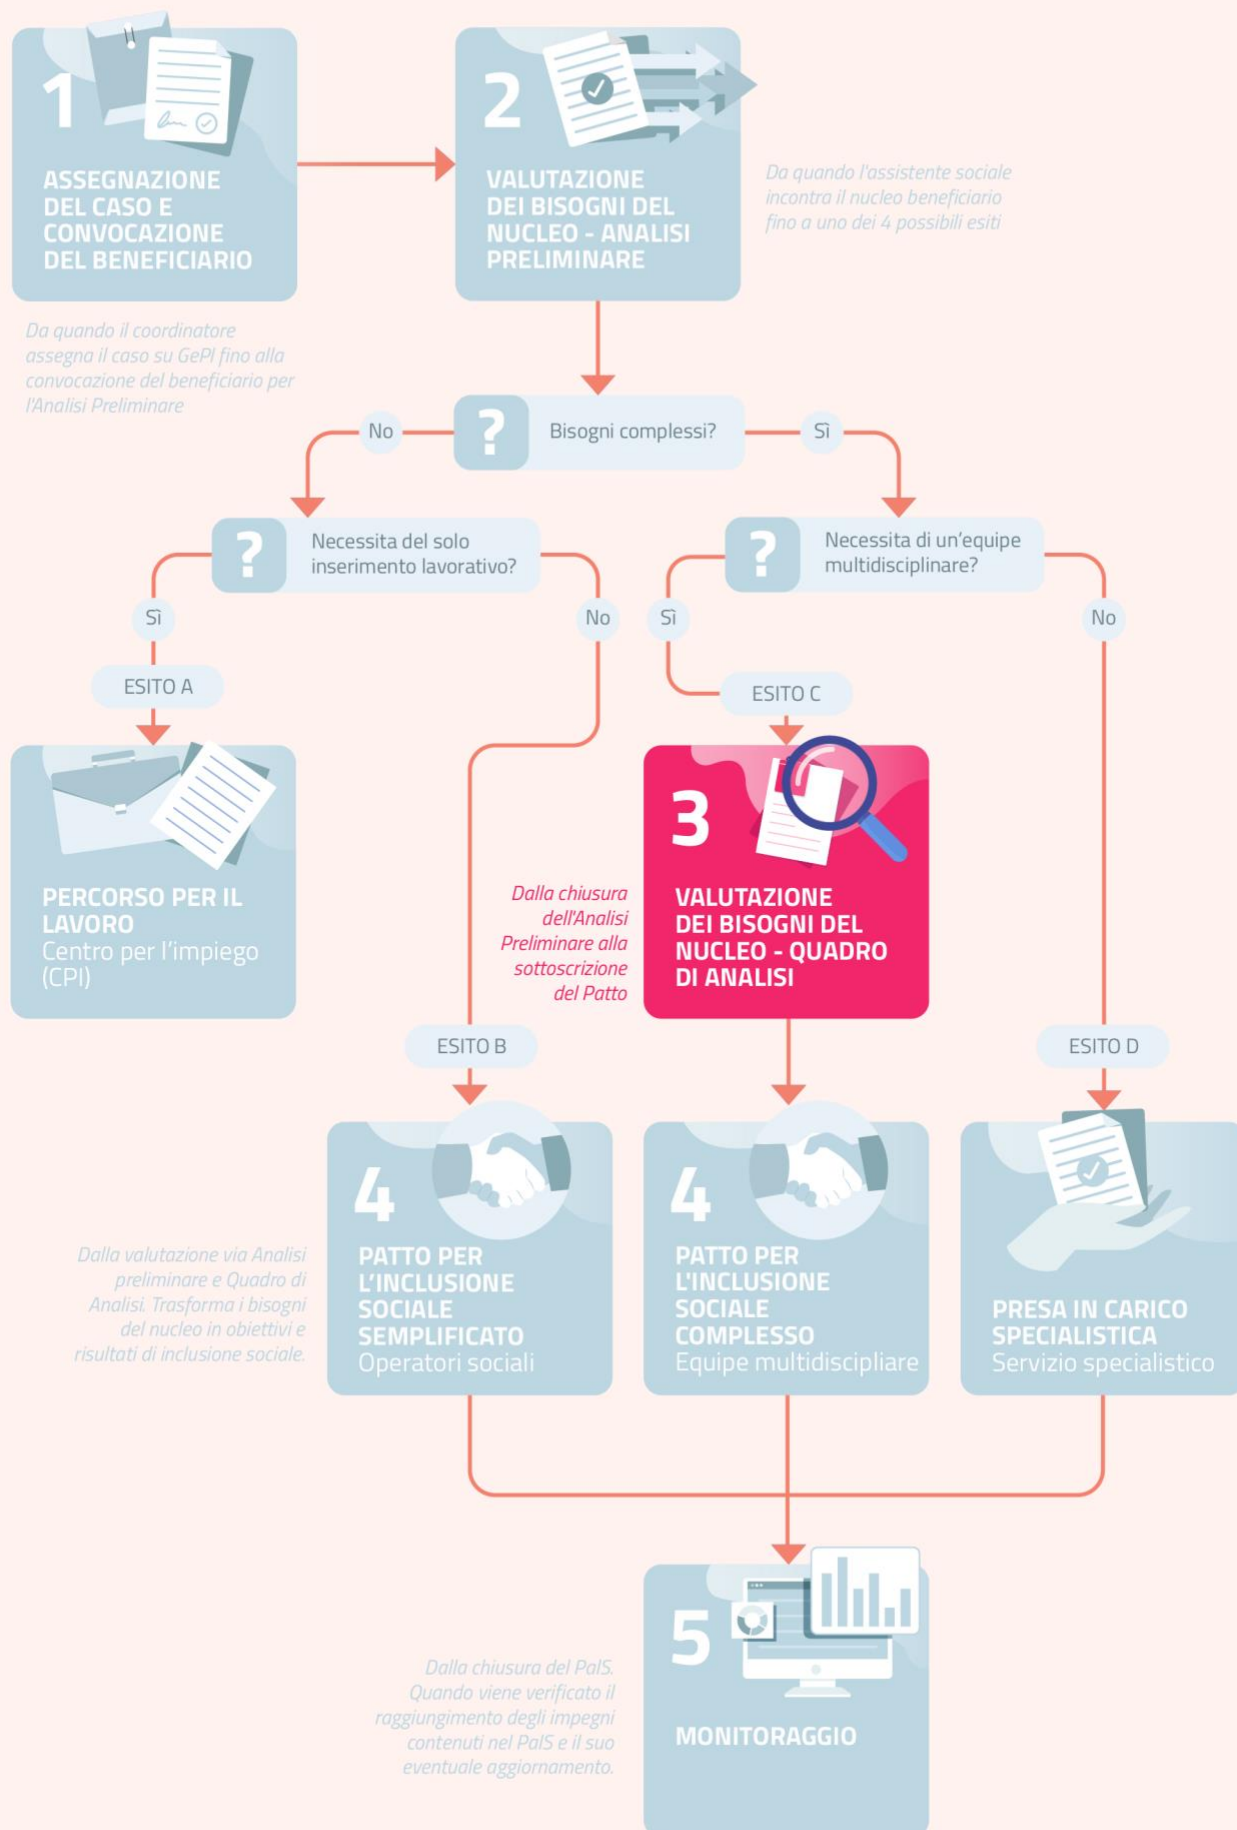 1
ASSEGNAZIONE
DEL CASO E
CONVOCAZIONE
DEL BENEFICIARIO
Da quando il coordinatore
assegna il caso su GePI fino alla
convocazione del beneficiario per
l'Analisi Preliminare
2
VALUTAZIONE
DEI BISOGNI DEL
NUCLEO - ANALISI
PRELIMINARE
Da quando l'assistente sociale
incontra il nucleo beneficiario
fino a uno dei 4 possibili esiti
No
?
Bisogni complessi?
Sì
?
Necessita del solo
inserimento lavorativo?
?
Necessita di un'equipe
multidisciplinare?
Sì
No
Sì
No
ESITO A
ESITO C
PERCORSO PER IL
LAVORO
Centro per l'impiego
(CPI)
Dalla chiusura
dell'Analisi
Preliminare alla
sottoscrizione
del Patto
3
VALUTAZIONE
DEI BISOGNI DEL
NUCLEO - QUADRO
DI ANALISI
ESITO B
ESITO D
Dalla valutazione via Analisi
preliminare e Quadro di
Analisi. Trasforma i bisogni
del nucleo in obiettivi e
risultati di inclusione sociale.
4
PATTO PER
L'INCLUSIONE
SOCIALE
SEMPLIFICATO
Operatori sociali
4
PATTO PER
L'INCLUSIONE
SOCIALE
COMPLESSO
Equipe multidiscipliare
PRESA IN CARICO
SPECIALISTICA
Servizio specialistico
Dalla chiusura del PaIS.
Quando viene verificato il
raggiungimento degli impegni
contenuti nel PaIS e il suo
eventuale aggiornamento.
5
MONITORAGGIO